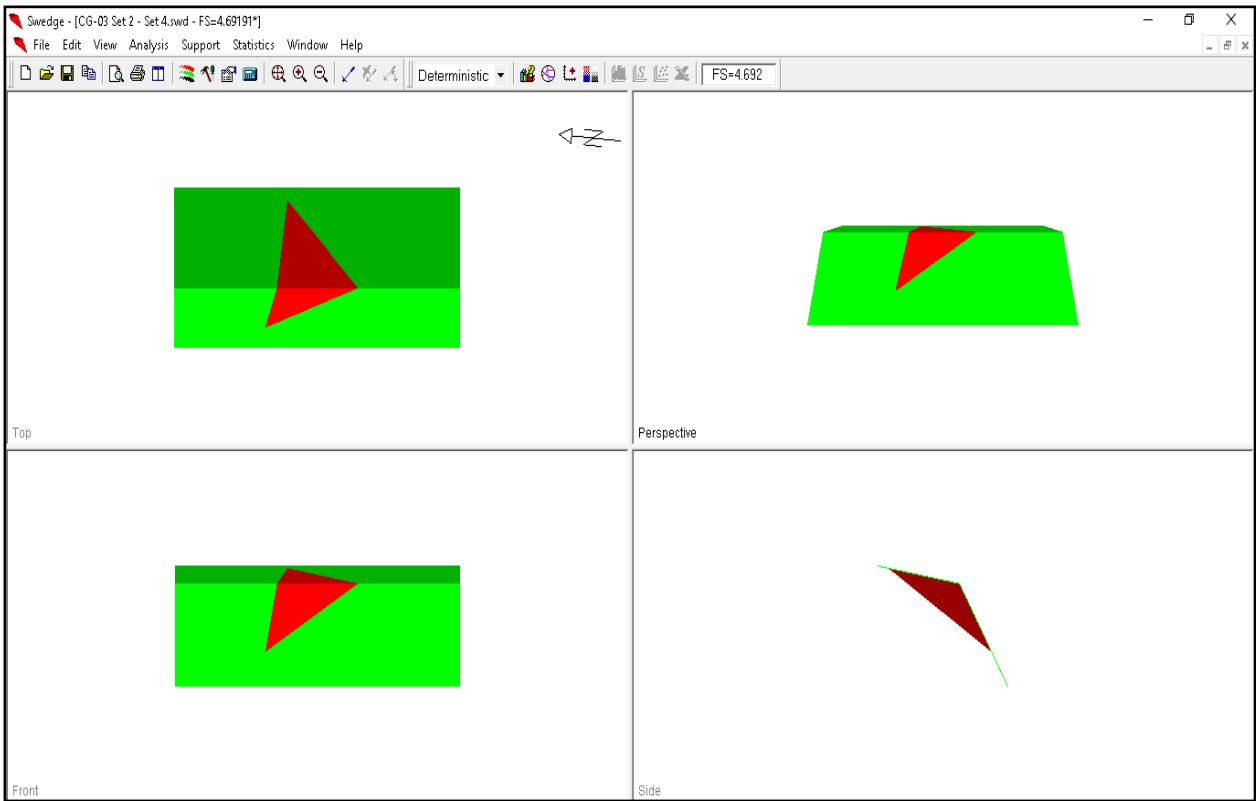 Swedge - [CG-03 Set 2 - Set 4.swd - FS=4.69191*]
File Edit View Analysis Support Statistics Window Help
Deterministic FS=4.692
N
Top
Perspective
Front
Side